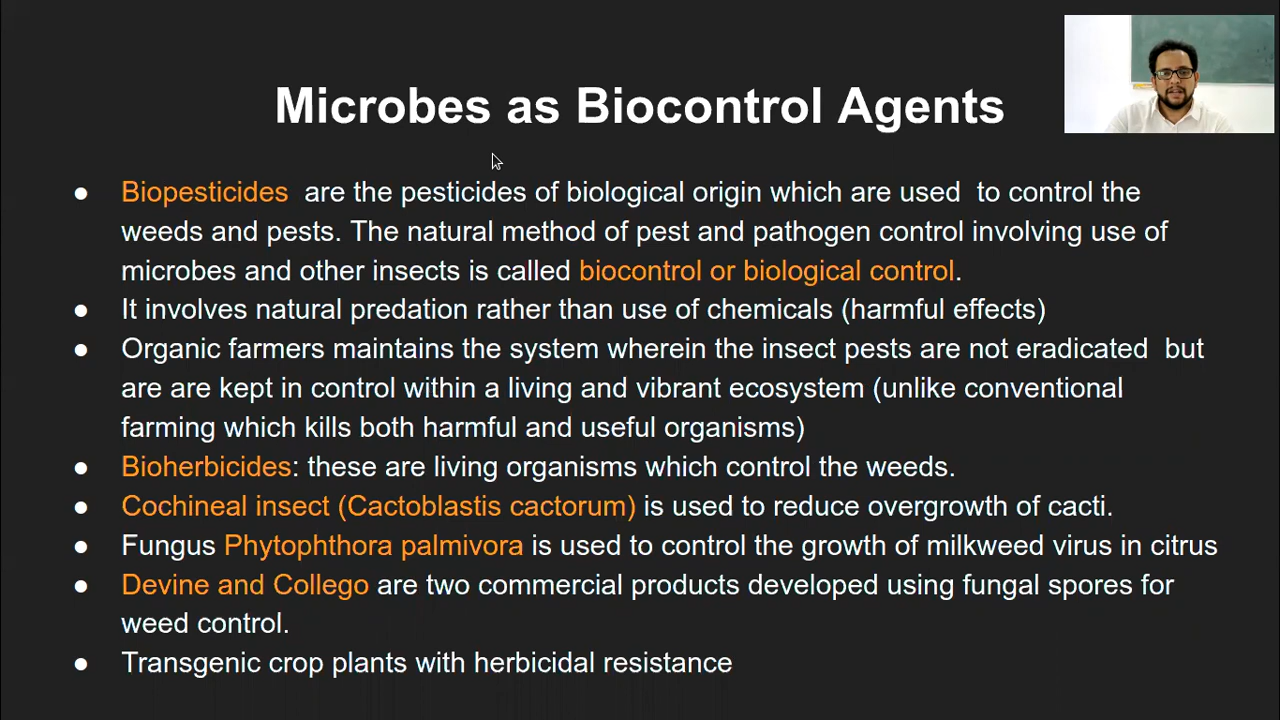 Microbes as Biocontrol Agents
● Biopesticides are the pesticides of biological origin which are used to control the
weeds and pests. The natural method of pest and pathogen control involving use of
microbes and other insects is called biocontrol or biological control.
● It involves natural predation rather than use of chemicals (harmful effects)
● Organic farmers maintains the system wherein the insect pests are not eradicated but
are are kept in control within a living and vibrant ecosystem (unlike conventional
farming which kills both harmful and useful organisms)
● Bioherbicides: these are living organisms which control the weeds.
● Cochineal insect (Cactoblastis cactorum) is used to reduce overgrowth of cacti.
● Fungus Phytophthora palmivora is used to control the growth of milkweed virus in citrus
● Devine and Collego are two commercial products developed using fungal spores for
weed control.
● Transgenic crop plants with herbicidal resistance